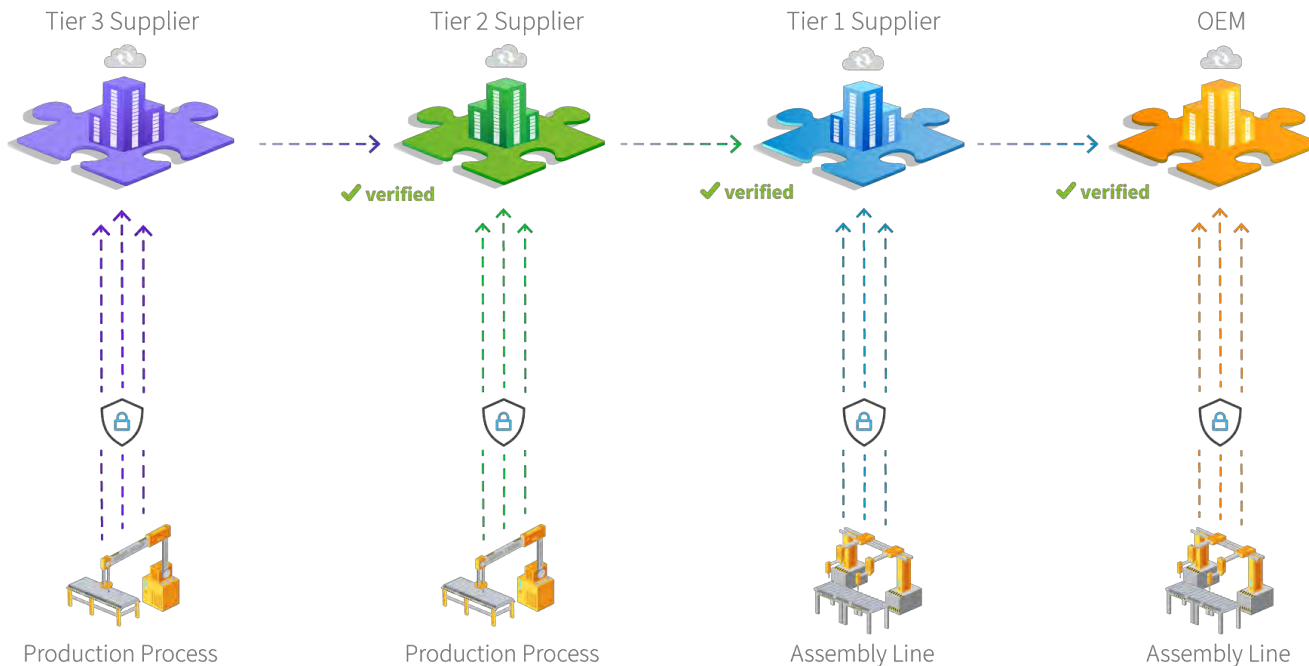 Tier 3 Supplier
Tier 2 Supplier
Tier 1 Supplier
OEM
verified
verified
verified
Production Process
Production Process
Assembly Line
Assembly Line